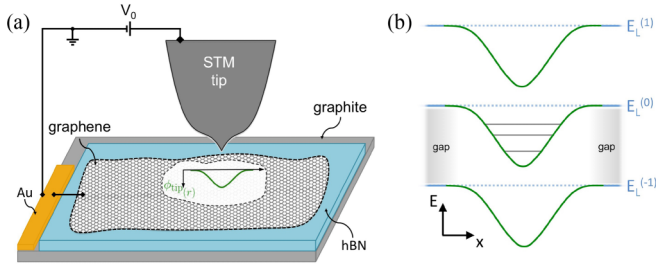 (a)
V₀
STM
tip
graphite
graphene
Au
ϕtip(r)
hBN
(b)
E_L^(1)
E_L^(0)
gap
gap
E_L^(-1)
E
x